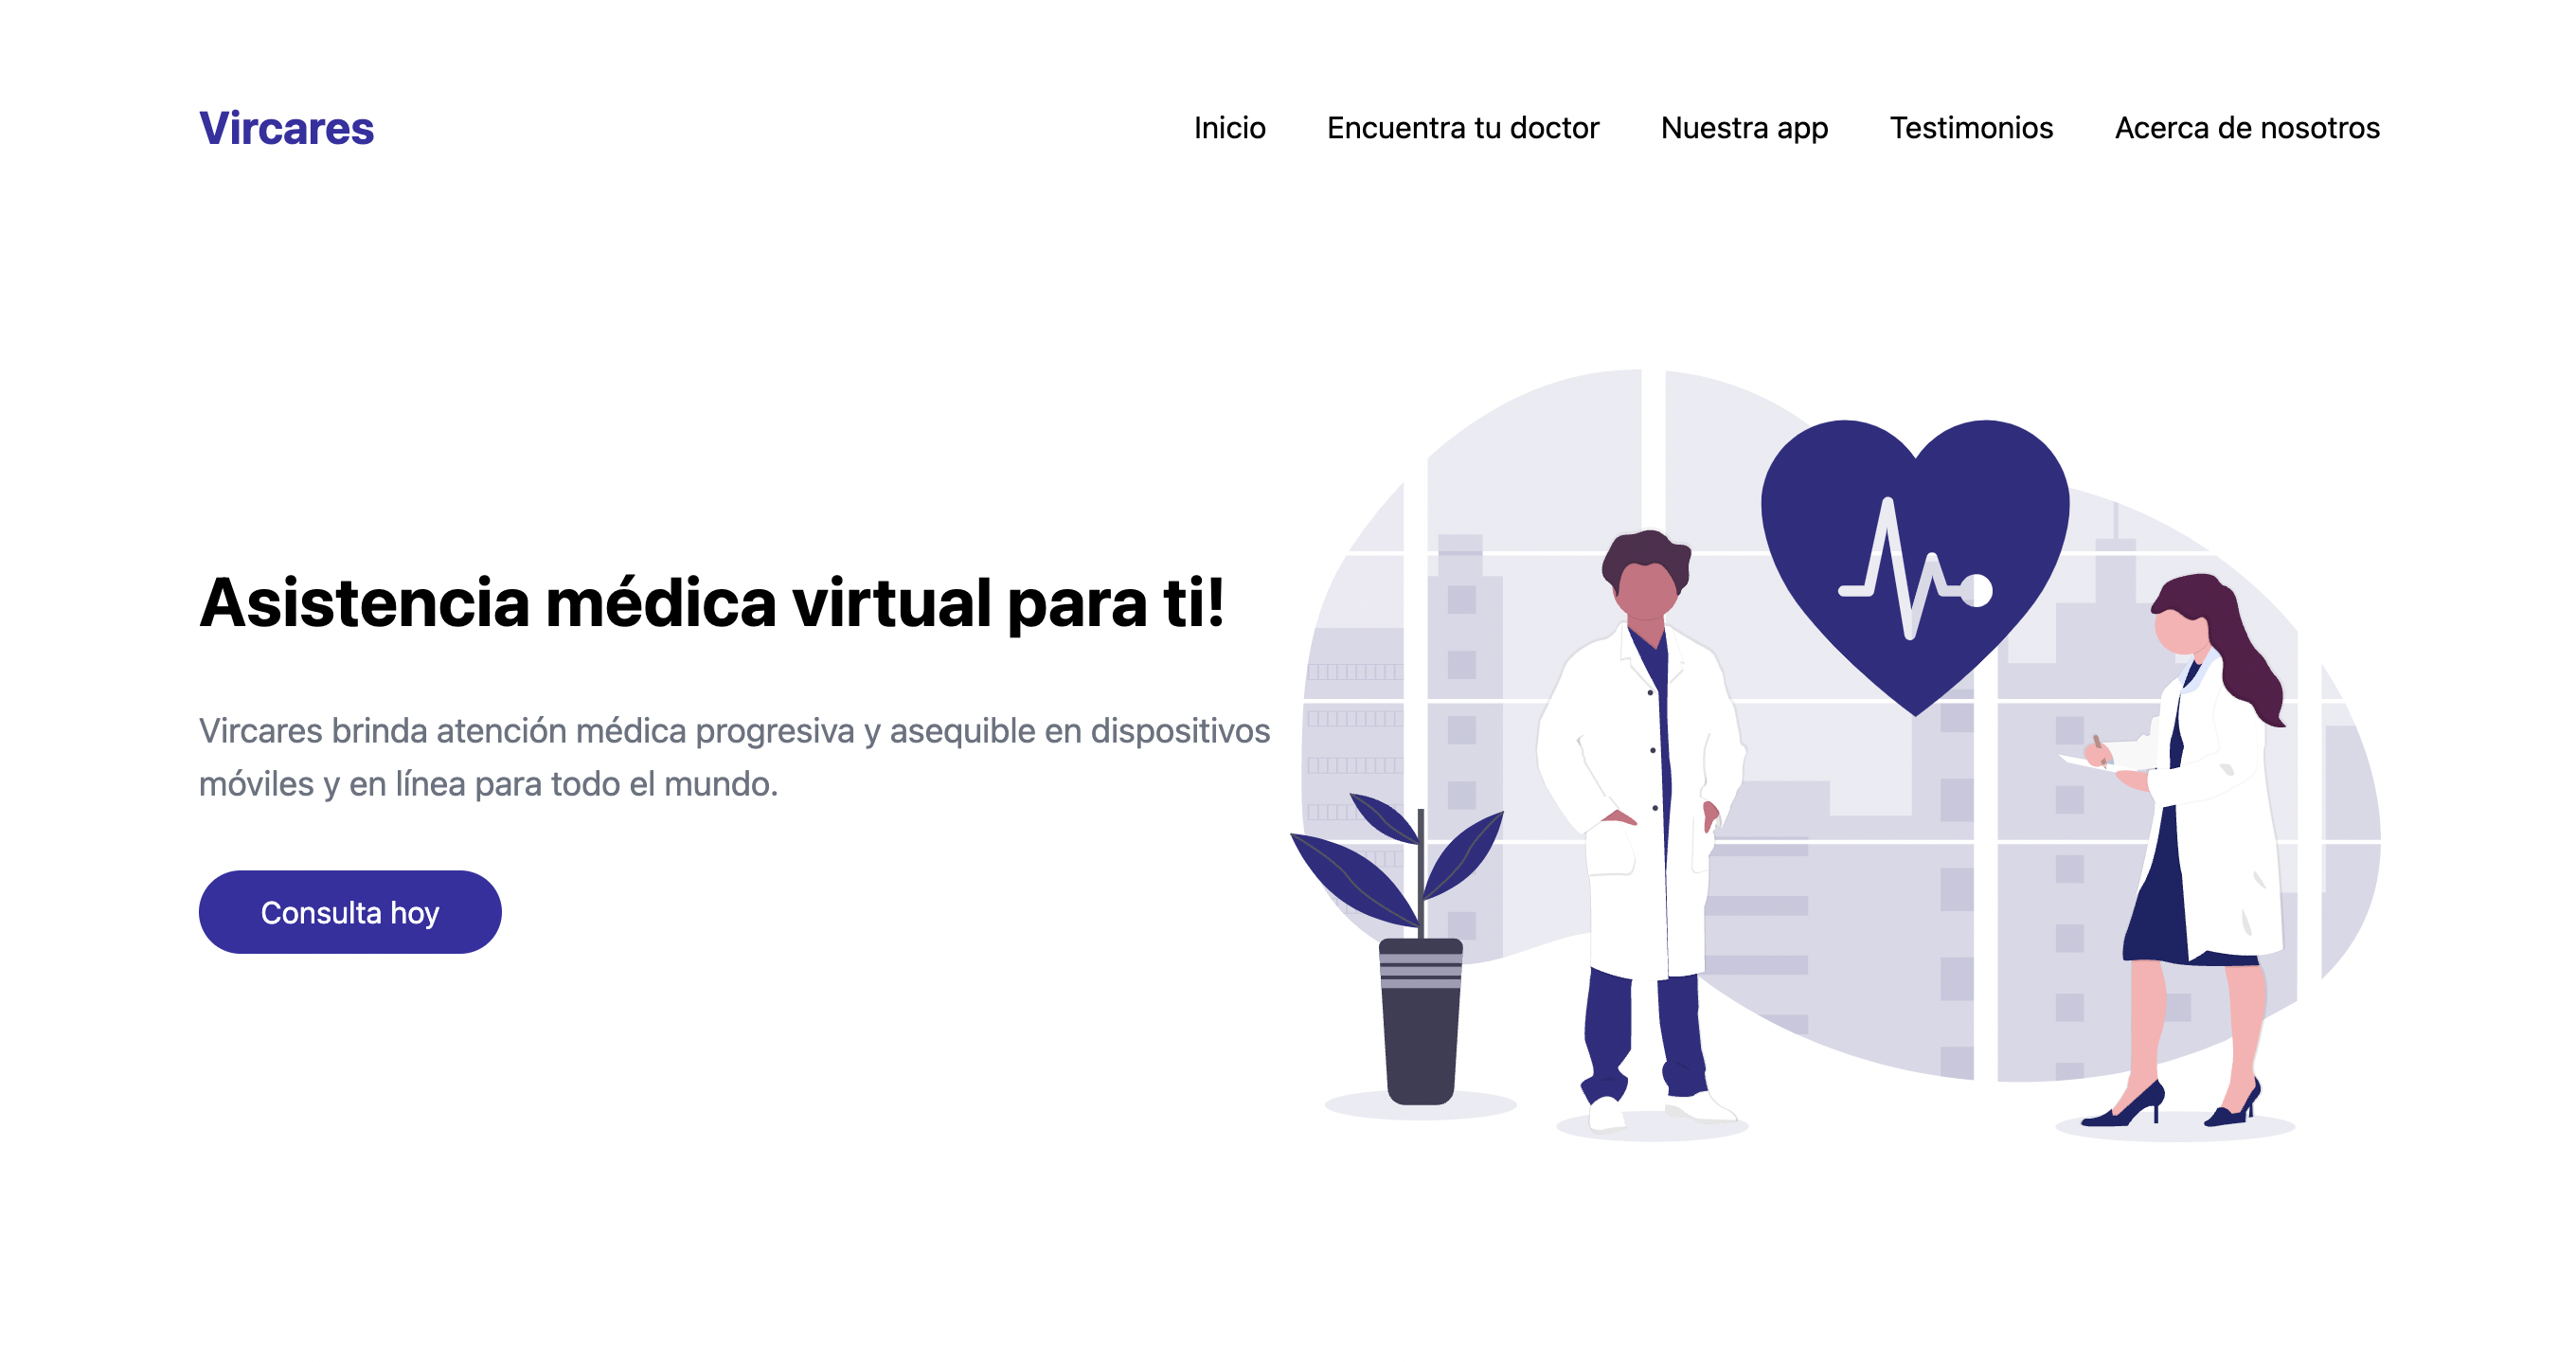 Vircares
Inicio
Encuentra tu doctor
Nuestra app
Testimonios
Acerca de nosotros
Asistencia médica virtual para ti!
Vircares brinda atención médica progresiva y asequible en dispositivos
móviles y en línea para todo el mundo.
Consulta hoy